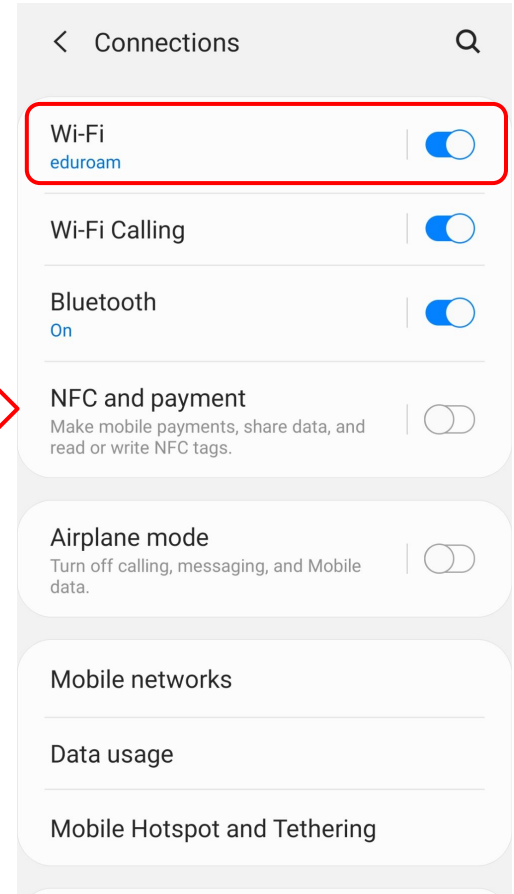 Connections
Wi-Fi
eduroam
Wi-Fi Calling
Bluetooth
On
NFC and payment
Make mobile payments, share data, and
read or write NFC tags.
Airplane mode
Turn off calling, messaging, and Mobile
data.
Mobile networks
Data usage
Mobile Hotspot and Tethering